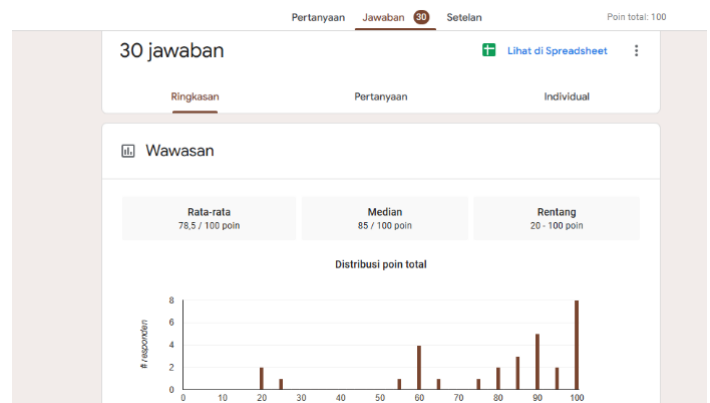 Pertanyaan Jawaban 30 Setelan Poin total: 100
30 jawaban Lihat di Spreadsheet
Ringkasan Pertanyaan Individual
Wawasan
Rata-rata Median Rentang
78,5 / 100 poin 85 / 100 poin 20 - 100 poin
Distribusi poin total
# responden
8
6
4
2
0
0 10 20 30 40 50 60 70 80 90 100